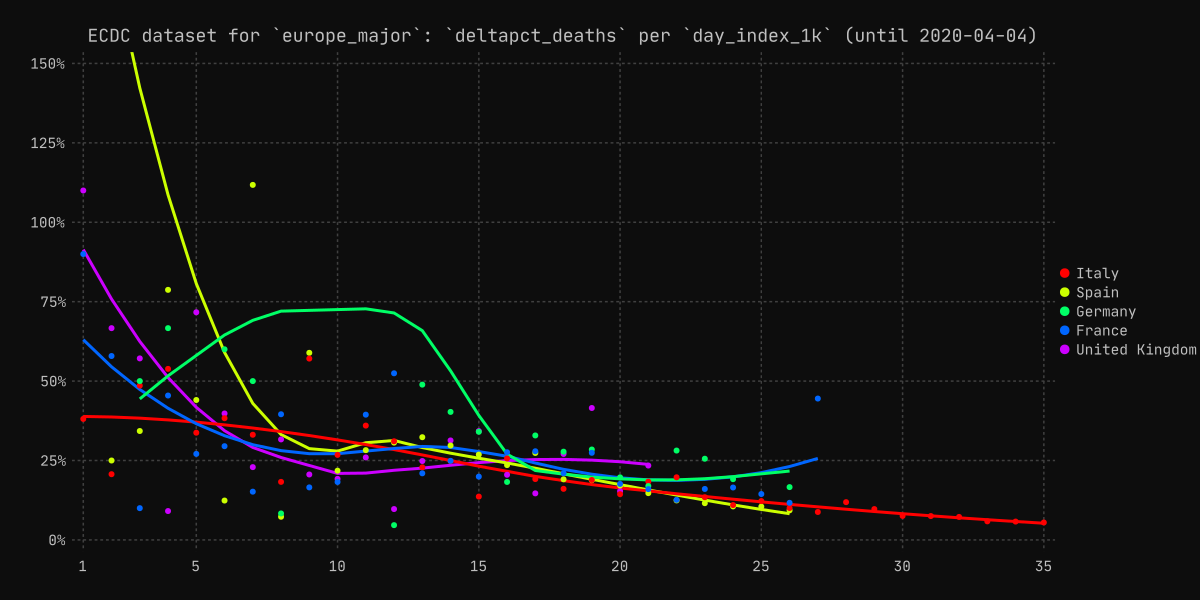 ECDC dataset for `europe_major`: `deltapct_deaths` per `day_index_1k` (until 2020-04-04)
150%
125%
100%
75%
50%
25%
0%
1 5 10 15 20 25 30 35
Italy
Spain
Germany
France
United Kingdom